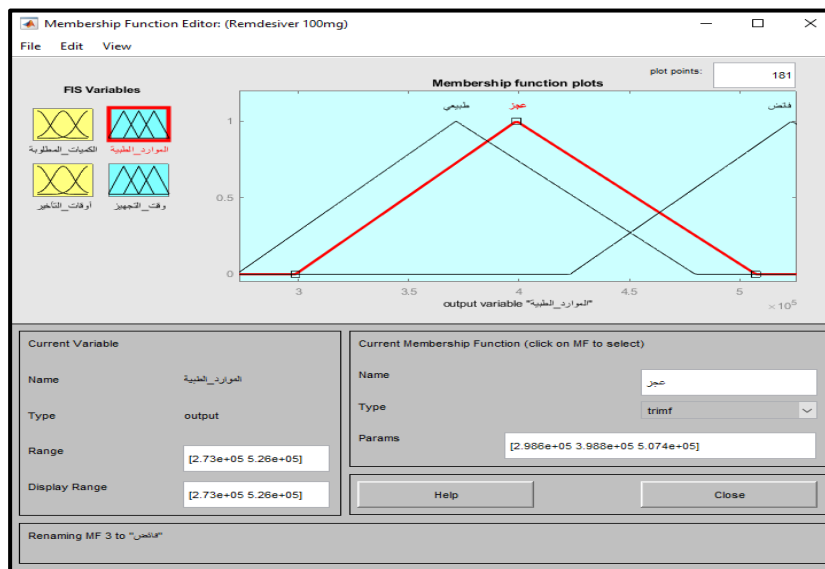 Membership Function Editor: (Remdesiver 100mg)
File Edit View
FIS Variables
الكميات_المطلوبة
الموارد_الطبية
أوقات_التأخير
وقت_التجهيز
plot points: 181
Membership function plots
طبيعي
عجز
فائض
1
0.5
0
3 3.5 4 4.5 5
× 10⁵
output variable "الموارد_الطبية"
Current Variable
Name الموارد_الطبية
Type output
Range [2.73e+05 5.26e+05]
Display Range [2.73e+05 5.26e+05]
Current Membership Function (click on MF to select)
Name عجز
Type trimf
Params [2.986e+05 3.988e+05 5.074e+05]
Help Close
Renaming MF 3 to "فائض"